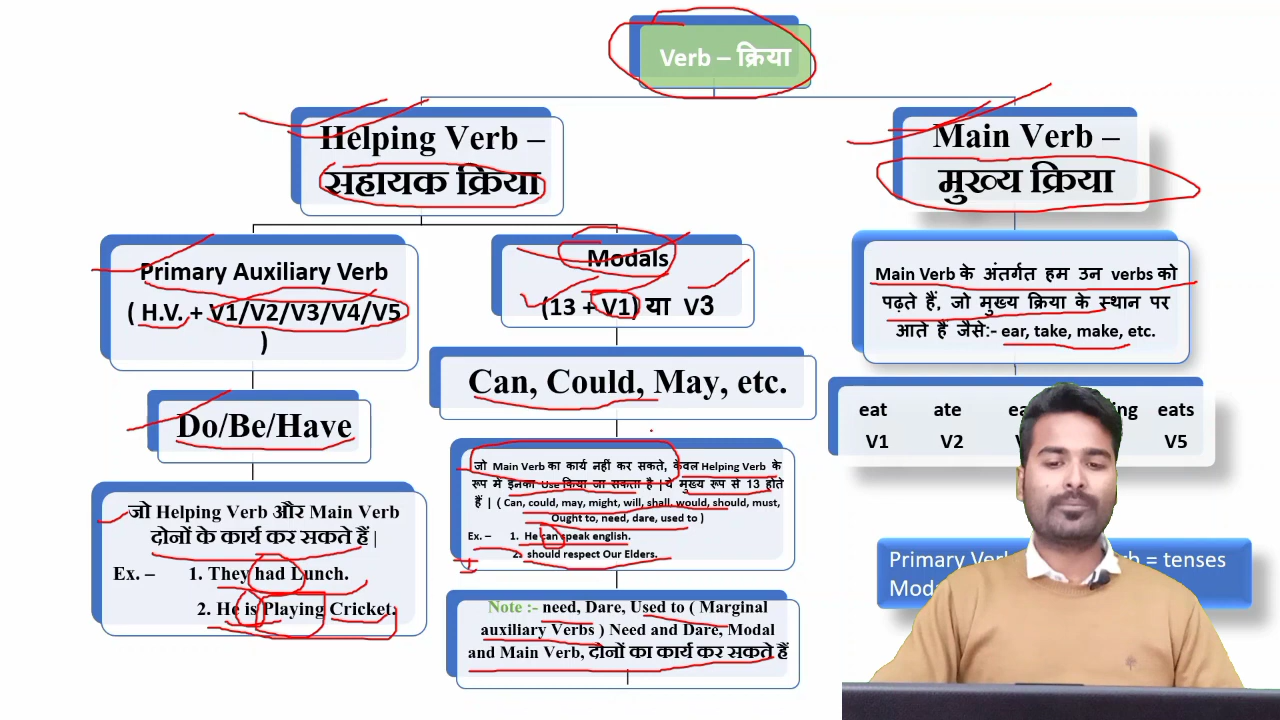 Verb – क्रिया
Helping Verb –
सहायक क्रिया
Main Verb –
मुख्य क्रिया
Primary Auxiliary Verb
( H.V. + V1/V2/V3/V4/V5
)
Modals
(13 + V1) या V3
Main Verb के अंतर्गत हम उन verbs को
पढ़ते हैं, जो मुख्य क्रिया के स्थान पर
आते हैं जैसे:- ear, take, make, etc.
Do/Be/Have
Can, Could, May, etc.
eat ate eats
V1 V2 V5
जो Helping Verb और Main Verb
दोनों के कार्य कर सकते हैं |
Ex. – 1. They had Lunch.
2. He is Playing Cricket.
जो Main Verb का कार्य नहीं कर सकते, केवल Helping Verb के
रूप में इनका Use किया जा सकता है | ये मुख्य रूप से 13 होते
हैं | ( Can, could, may, might, will, shall, would, should, must,
Ought to, need, dare, used to )
Ex. – 1. He can speak english.
2. should respect Our Elders.
Note :- need, Dare, Used to ( Marginal
auxiliary Verbs ) Need and Dare, Modal
and Main Verb, दोनों का कार्य कर सकते हैं
Primary = tenses